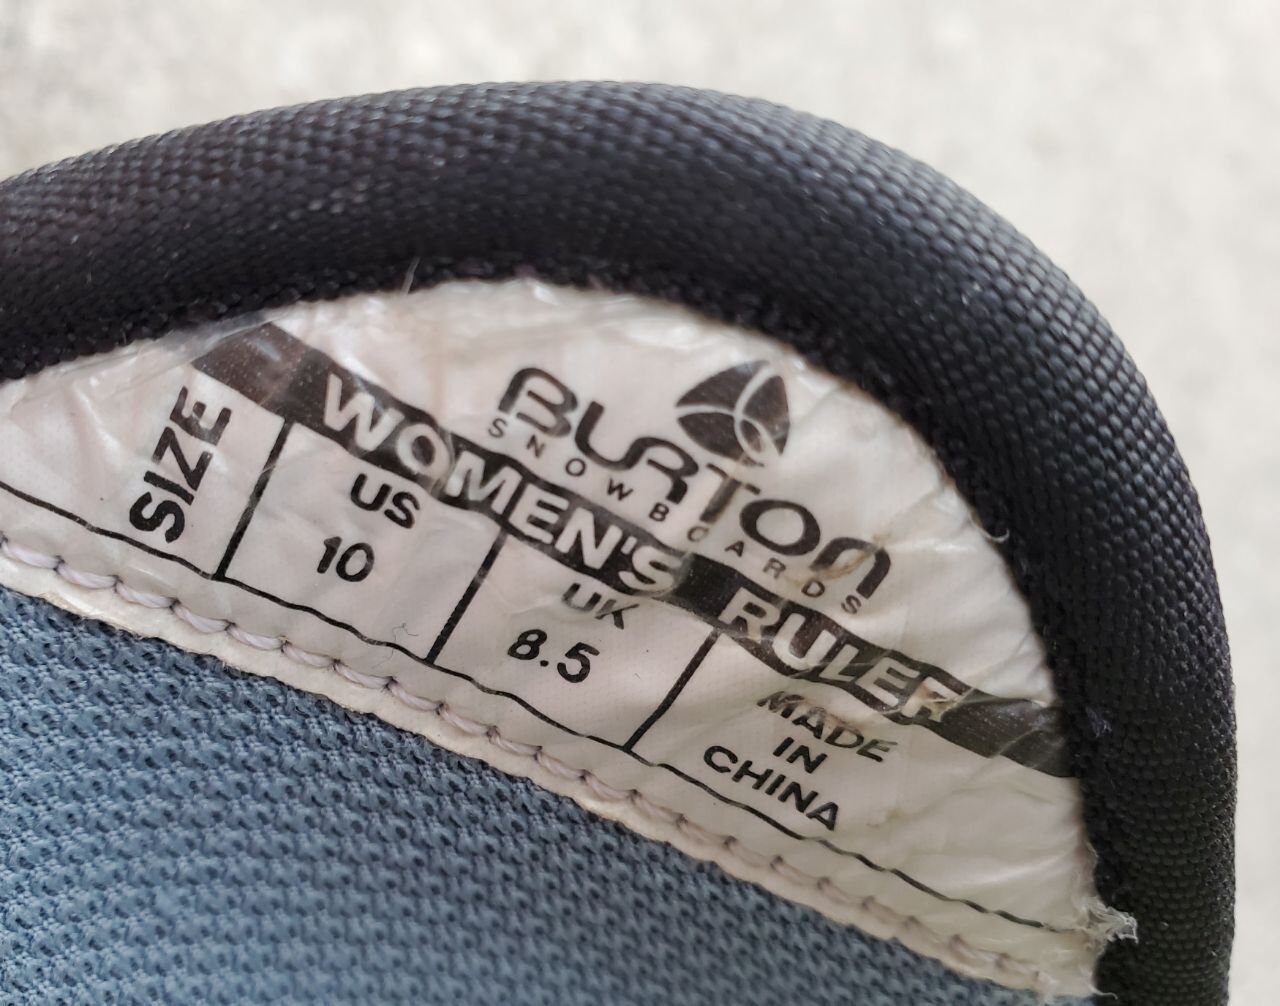 BURTON
SNOWBOARDS
WOMEN'S RULER
SIZE
US
10
UK
8.5
MADE
IN
CHINA